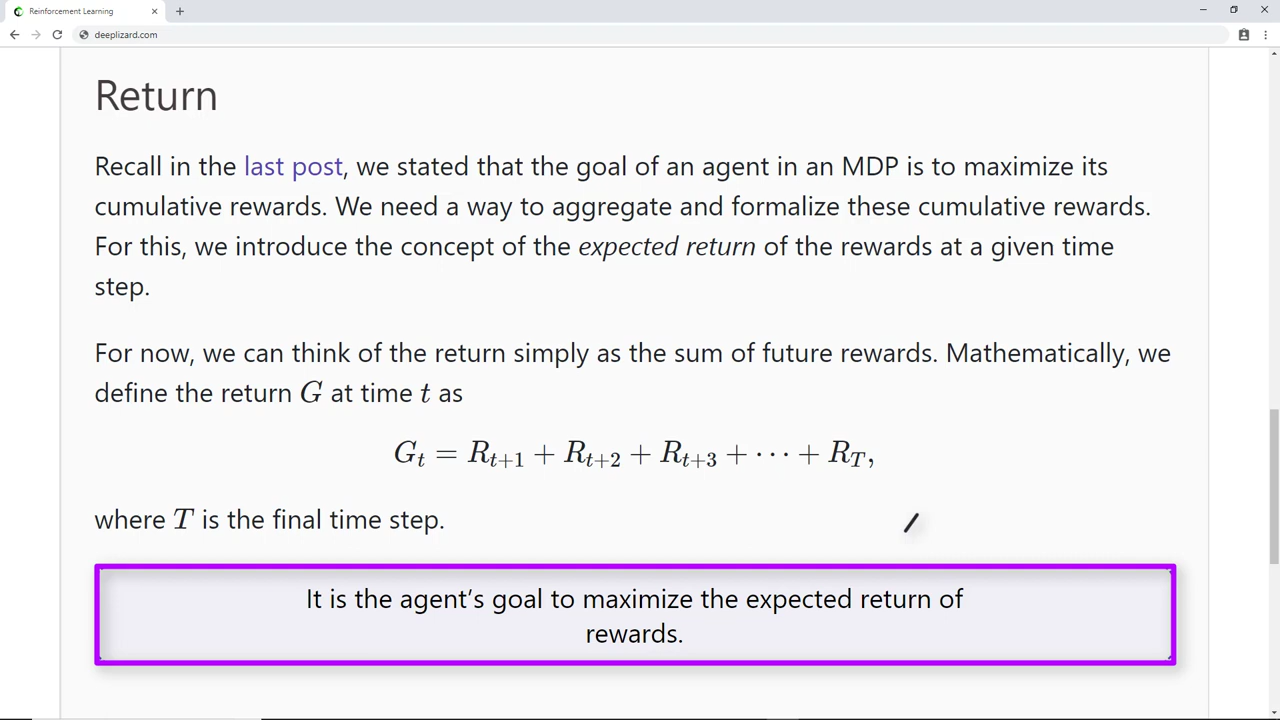 Reinforcement Learning
deeplizard.com
Return
Recall in the last post, we stated that the goal of an agent in an MDP is to maximize its
cumulative rewards. We need a way to aggregate and formalize these cumulative rewards.
For this, we introduce the concept of the expected return of the rewards at a given time
step.
For now, we can think of the return simply as the sum of future rewards. Mathematically, we
define the return G at time t as
G_t = R_{t+1} + R_{t+2} + R_{t+3} + ⋯ + R_T,
where T is the final time step.
It is the agent’s goal to maximize the expected return of
rewards.